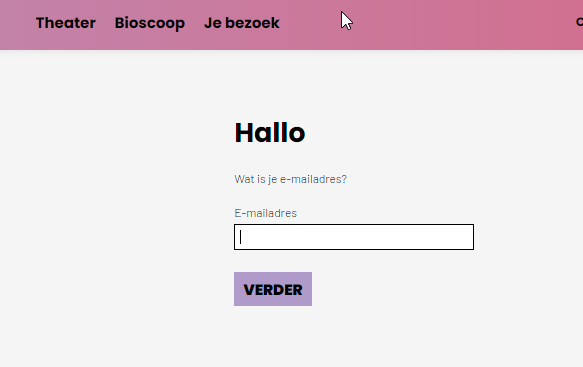 Theater Bioscoop Je bezoek
Hallo
Wat is je e-mailadres?
E-mailadres
VERDER